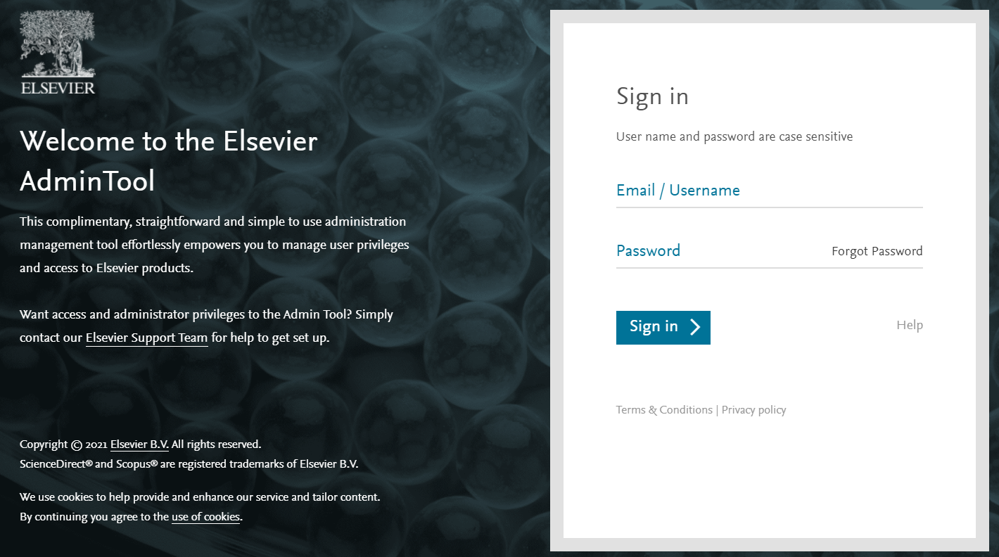 ELSEVIER
Welcome to the Elsevier
AdminTool
This complimentary, straightforward and simple to use administration
management tool effortlessly empowers you to manage user privileges
and access to Elsevier products.
Want access and administrator privileges to the Admin Tool? Simply
contact our Elsevier Support Team for help to get set up.
Copyright © 2021 Elsevier B.V. All rights reserved.
ScienceDirect® and Scopus® are registered trademarks of Elsevier B.V.
We use cookies to help provide and enhance our service and tailor content.
By continuing you agree to the use of cookies.
Sign in
User name and password are case sensitive
Email / Username
Password Forgot Password
Sign in Help
Terms & Conditions | Privacy policy